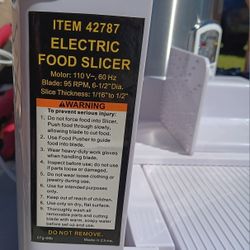 ITEM 42787
ELECTRIC
FOOD SLICER
Motor: 110 V~, 60 Hz
Blade: 95 RPM, 6-1/2" Dia.
Slice Thickness: 1/16" to 1/2"
⚠WARNING
To prevent serious injury:
1. Do not force food into Slicer.
Push food through slowly,
allowing blade to cut food.
2. Use Food Pusher to guide
food to blade.
3. Wear heavy-duty work gloves
when handling blade.
4. Inspect before use; do not use
if parts loose or damaged.
5. Do not wear loose clothing or
jewelry during use.
6. Use for intended purposes
only.
7. Keep out of reach of children.
8. Use only on dry, flat surface.
9. Thoroughly wash all
removable parts and cutting
blade with warm, soapy water
before and after use.
DO NOT REMOVE.
Made in China.